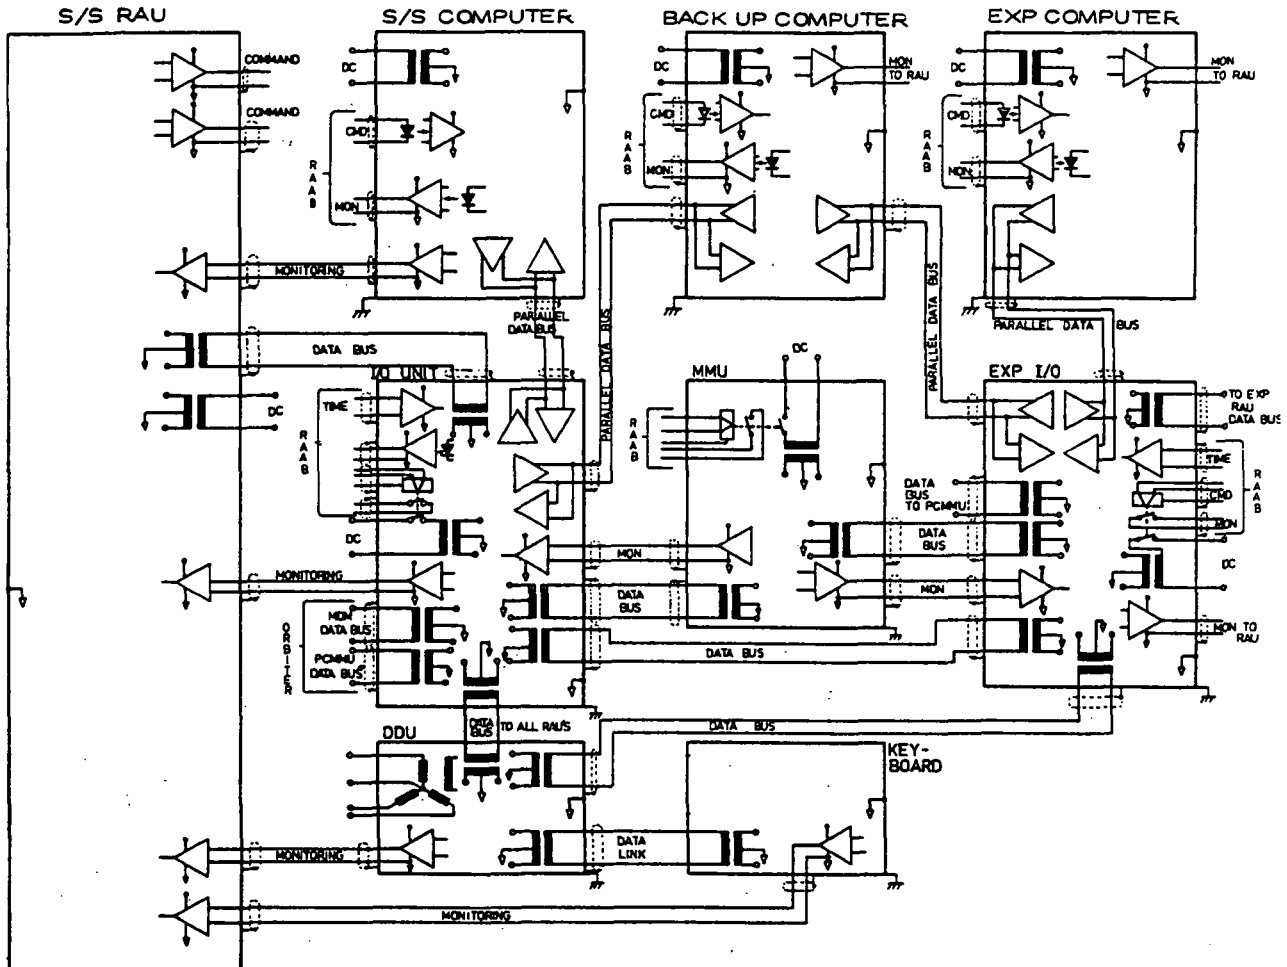 S/S RAU
S/S COMPUTER
BACK UP COMPUTER
EXP COMPUTER
COMMAND
COMMAND
DC
RAAB
CMD
MON
MONITORING
PARALLEL
DATA BUS
DC
MON
TO RAU
RAAB
CMD
MON
DC
MON
TO RAU
RAAB
CMD
MON
PARALLEL DATA BUS
PARALLEL DATA BUS
PARALLEL DATA BUS
DATA BUS
DC
I/O UNIT
TIME
RAAB
DC
MONITORING
ORBITER
MDM
DATA BUS
PCMMU
DATA BUS
MMU
DC
RAAB
MON
DATA
BUS
DATA BUS
DATA
BUS
MON
EXP I/O
TO EXP
RAU
DATA BUS
TIME
CMD
MON
RAAB
DC
DATA
BUS
TO PCMMU
MON TO
RAU
DATA
BUS
TO ALL RAU'S
DATA BUS
DDU
KEY-
BOARD
MONITORING
DATA
LINK
MONITORING